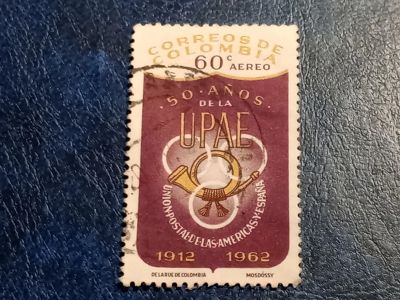 CORREOS DE
COLOMBIA
60c AEREO
50·AÑOS
DE LA
UPAE
UNION·POSTAL·DE·LAS·AMERICAS·Y·ESPAÑA
1912 1962
DE LA RUE DE COLOMBIA MOSDÓSSY